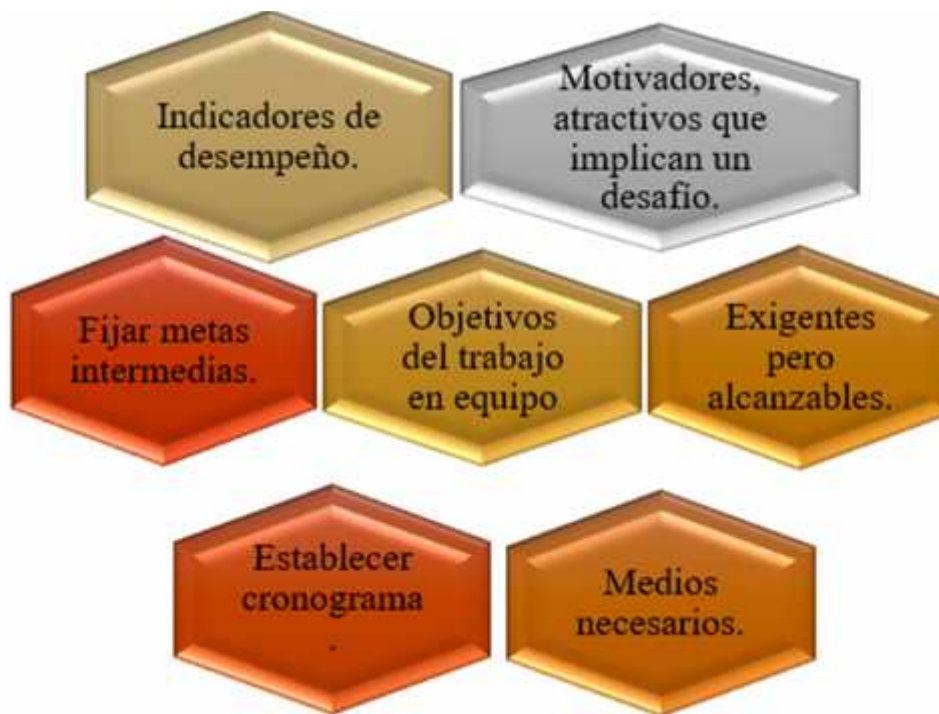 Indicadores de
desempeño.
Motivadores,
atractivos que
implican un
desafío.
Fijar metas
intermedias.
Objetivos
del trabajo
en equipo
Exigentes
pero
alcanzables.
Establecer
cronograma
.
Medios
necesarios.